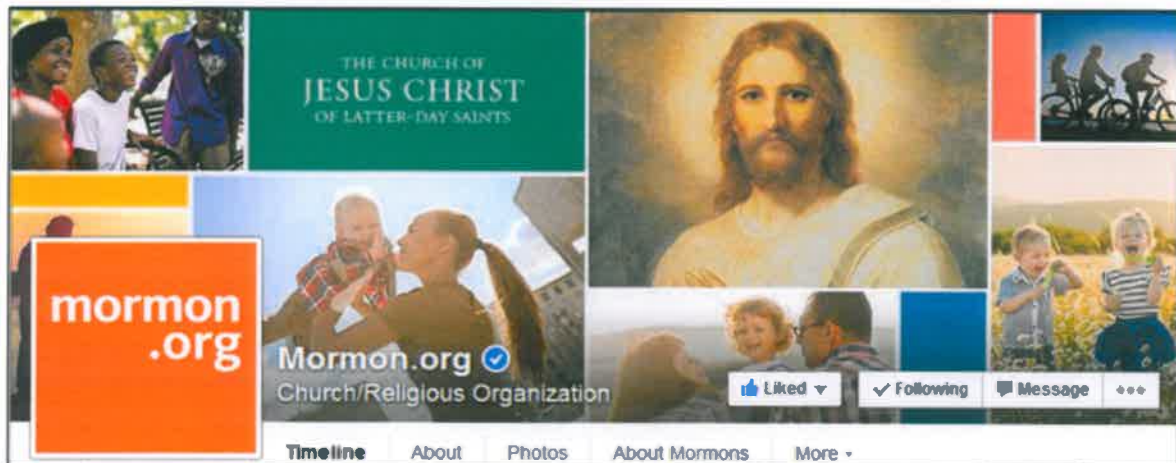 THE CHURCH OF
JESUS CHRIST
OF LATTER-DAY SAINTS
mormon
.org
Mormon.org
Church/Religious Organization
Liked
Following
Message
Timeline
About
Photos
About Mormons
More